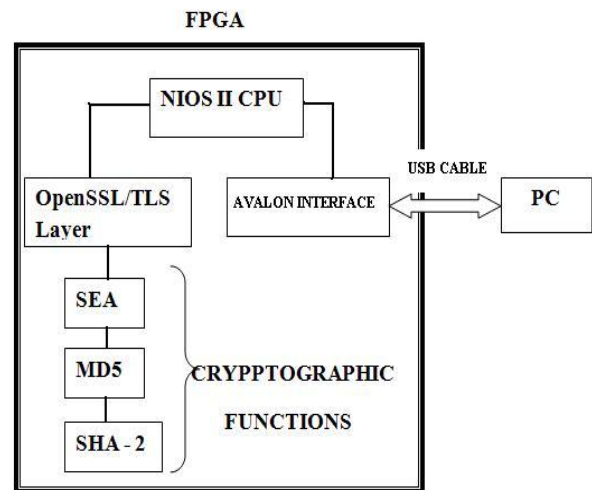 FPGA
NIOS II CPU
USB CABLE
OpenSSL/TLS
Layer
AVALON INTERFACE
PC
SEA
MD5
CRYPPTOGRAPHIC
FUNCTIONS
SHA - 2